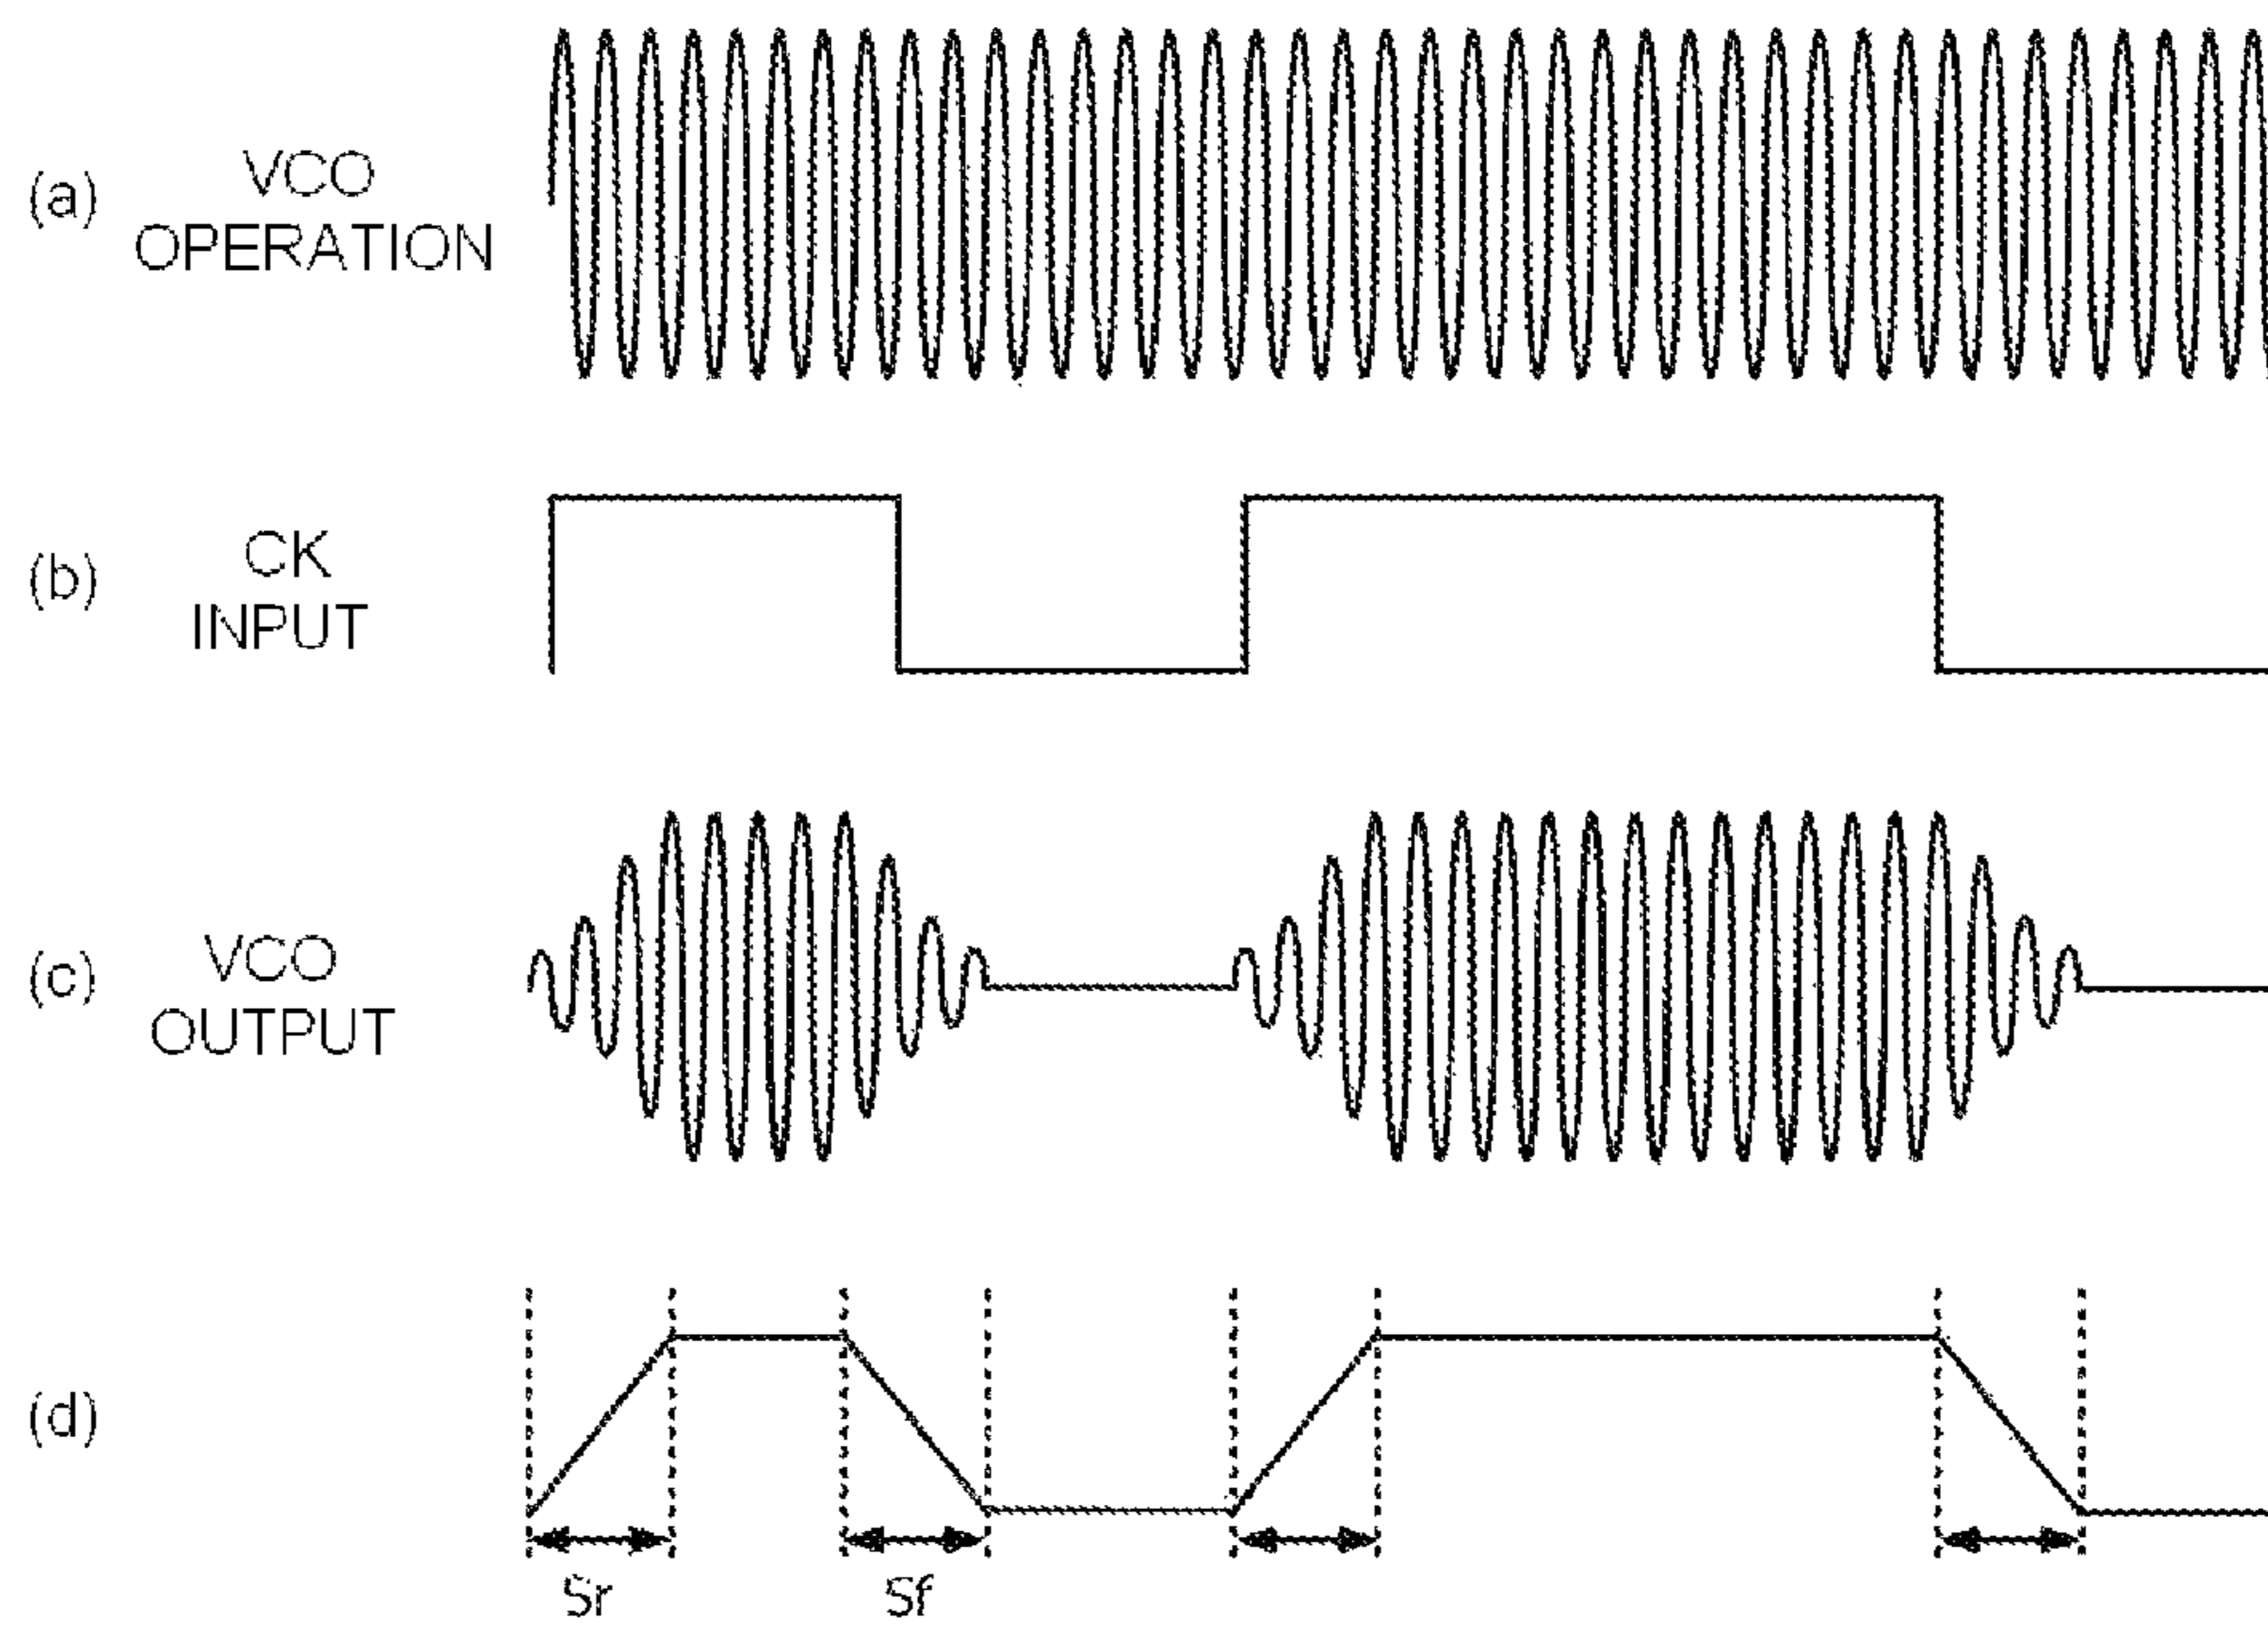 (a)
VCO
OPERATION
(b)
CK
INPUT
(c)
VCO
OUTPUT
(d)
Sr
Sf